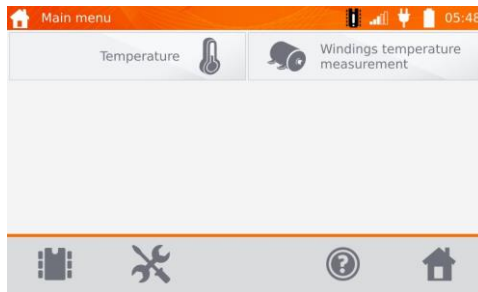 Main menu
05:48
Temperature
Windings temperature
measurement